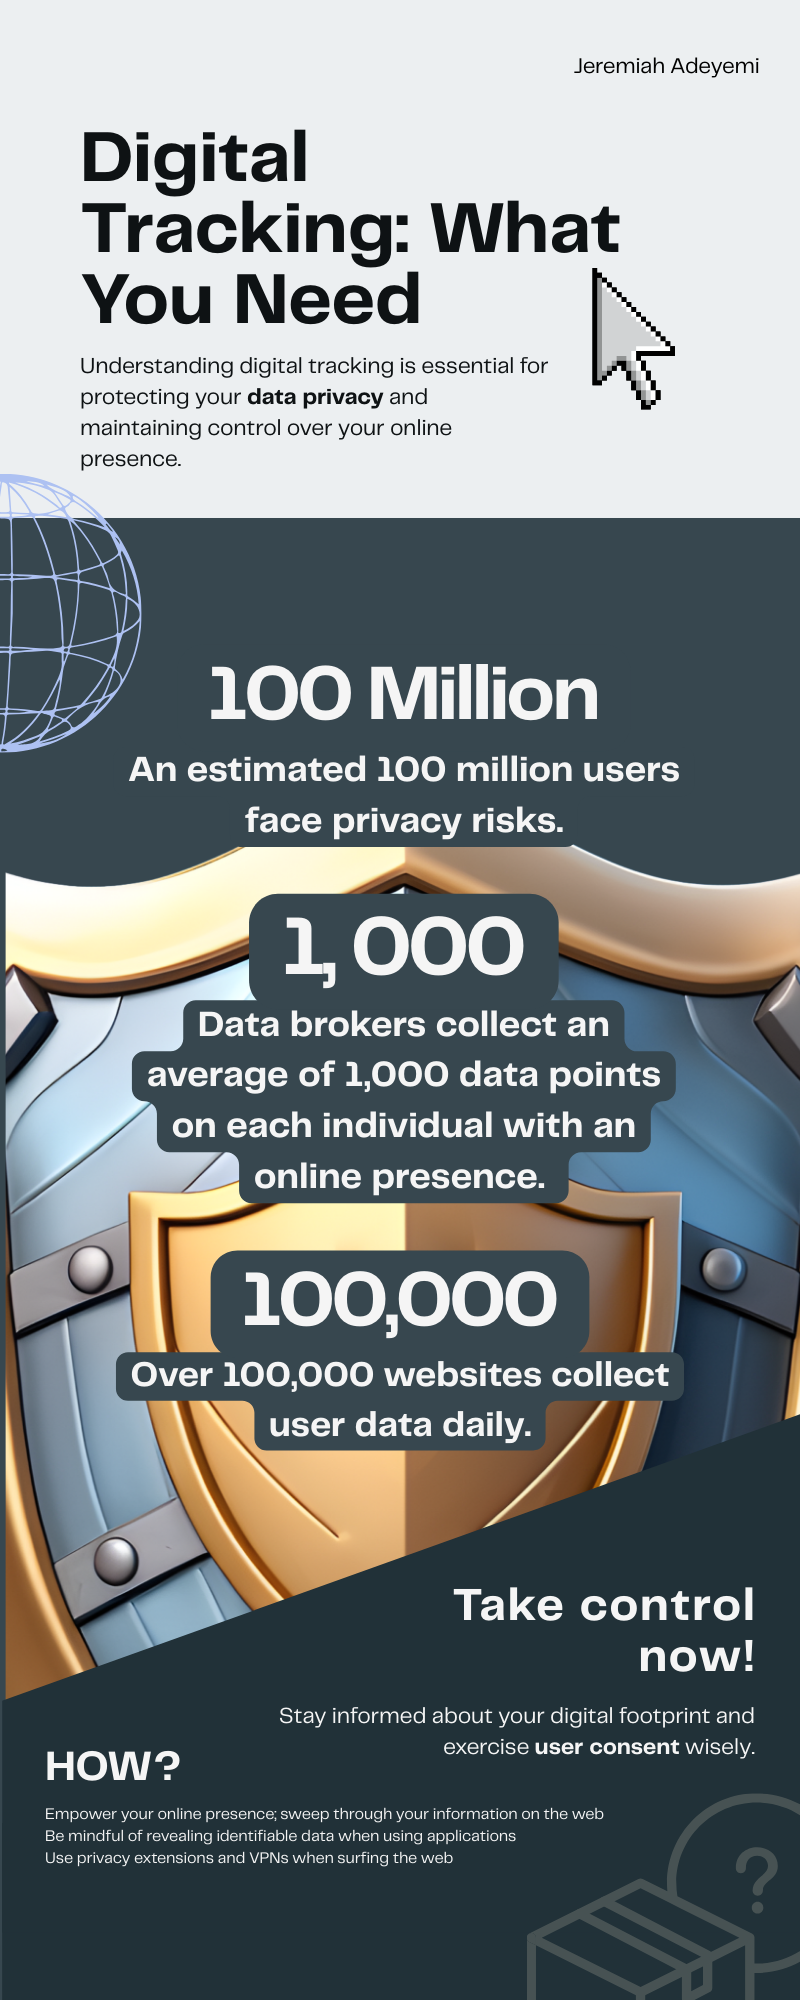 Jeremiah Adeyemi
Digital
Tracking: What
You Need
Understanding digital tracking is essential for
protecting your data privacy and
maintaining control over your online
presence.
100 Million
An estimated 100 million users
face privacy risks.
1, 000
Data brokers collect an
average of 1,000 data points
on each individual with an
online presence.
100,000
Over 100,000 websites collect
user data daily.
Take control
now!
Stay informed about your digital footprint and
exercise user consent wisely.
HOW?
Empower your online presence; sweep through your information on the web
Be mindful of revealing identifiable data when using applications
Use privacy extensions and VPNs when surfing the web
?